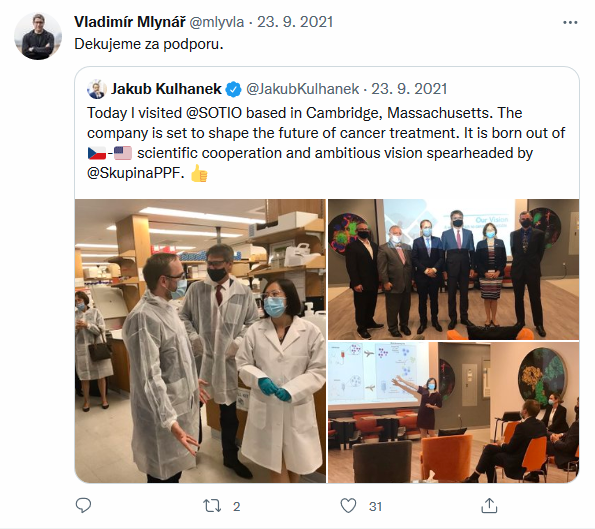 Vladimír Mlynář @mlyvla · 23. 9. 2021
Dekujeme za podporu.
Jakub Kulhanek @JakubKulhanek · 23. 9. 2021
Today I visited @SOTIO based in Cambridge, Massachusetts. The
company is set to shape the future of cancer treatment. It is born out of
🇨🇿-🇺🇸 scientific cooperation and ambitious vision spearheaded by
@SkupinaPPF. 👍
Our Vision
2
31